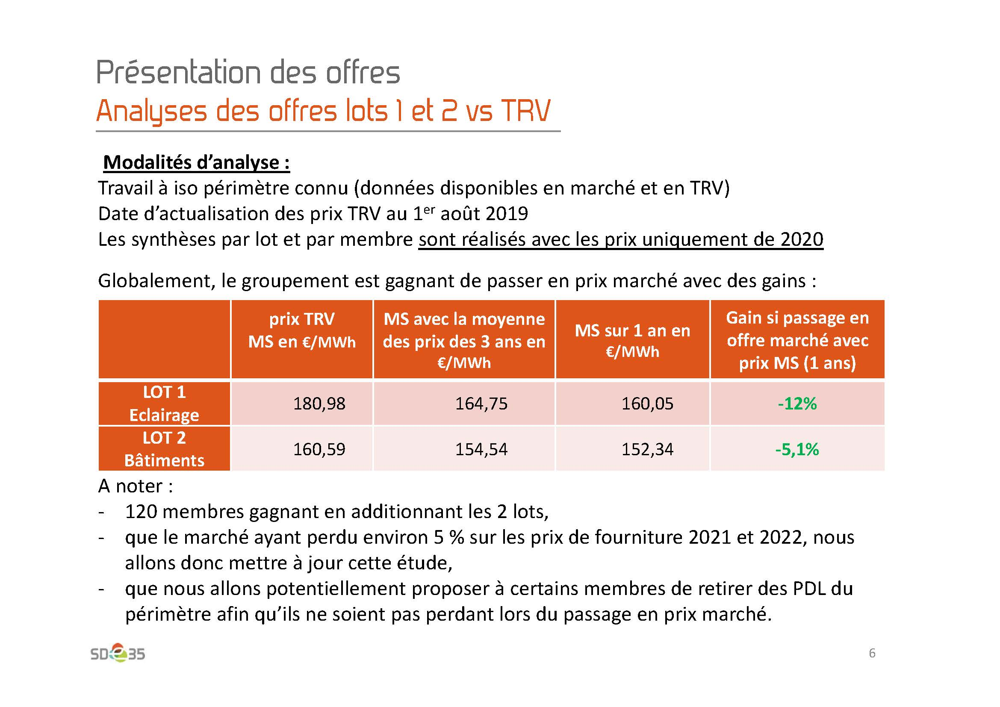 Présentation des offres
Analyses des offres lots 1 et 2 vs TRV
Modalités d’analyse :
Travail à iso périmètre connu (données disponibles en marché et en TRV)
Date d’actualisation des prix TRV au 1er août 2019
Les synthèses par lot et par membre sont réalisés avec les prix uniquement de 2020
Globalement, le groupement est gagnant de passer en prix marché avec des gains :
prix TRV
MS en €/MWh
MS avec la moyenne
des prix des 3 ans en
€/MWh
MS sur 1 an en
€/MWh
Gain si passage en
offre marché avec
prix MS (1 ans)
LOT 1
Eclairage
180,98
164,75
160,05
-12%
LOT 2
Bâtiments
160,59
154,54
152,34
-5,1%
A noter :
- 120 membres gagnant en additionnant les 2 lots,
- que le marché ayant perdu environ 5 % sur les prix de fourniture 2021 et 2022, nous
allons donc mettre à jour cette étude,
- que nous allons potentiellement proposer à certains membres de retirer des PDL du
périmètre afin qu’ils ne soient pas perdant lors du passage en prix marché.
SDe35
6